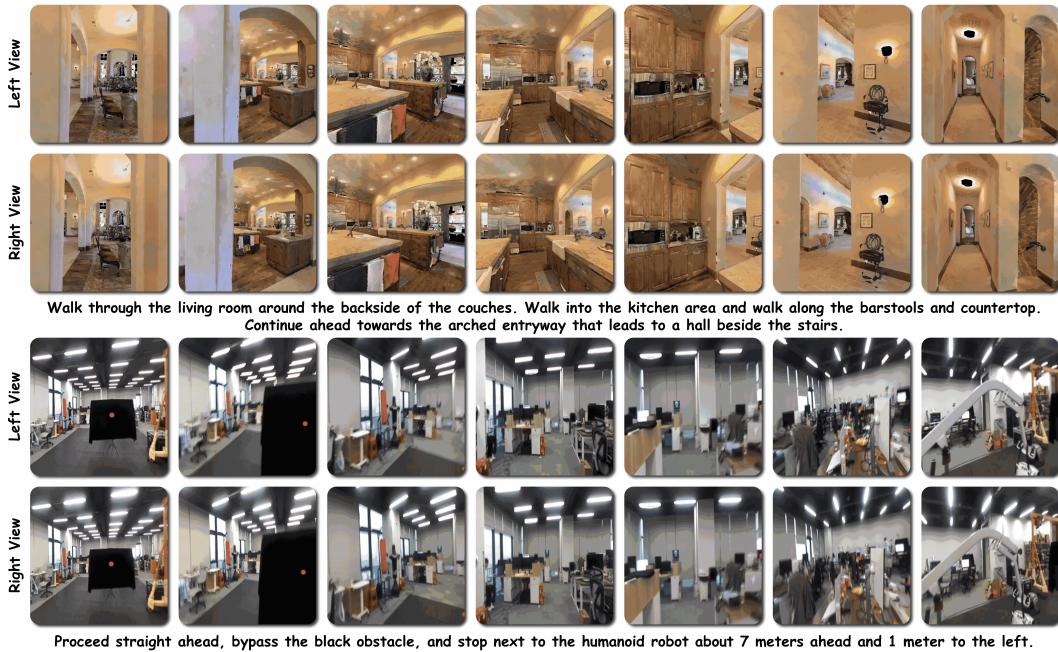 Left View
Right View
Walk through the living room around the backside of the couches. Walk into the kitchen area and walk along the barstools and countertop.
Continue ahead towards the arched entryway that leads to a hall beside the stairs.
Left View
Right View
Proceed straight ahead, bypass the black obstacle, and stop next to the humanoid robot about 7 meters ahead and 1 meter to the left.